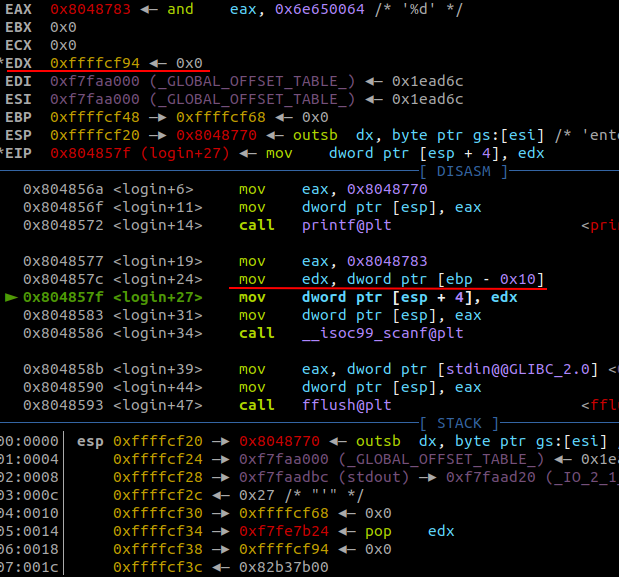 EAX 0x8048783 ◂— and eax, 0x6e650064 /* '%d' */
EBX 0x0
ECX 0x0
*EDX 0xffffcf94 ◂— 0x0
EDI 0xf7faa000 (_GLOBAL_OFFSET_TABLE_) ◂— 0x1ead6c
ESI 0xf7faa000 (_GLOBAL_OFFSET_TABLE_) ◂— 0x1ead6c
EBP 0xffffcf48 —▸ 0xffffcf68 ◂— 0x0
ESP 0xffffcf20 —▸ 0x8048770 ◂— outsb dx, byte ptr gs:[esi] /* 'ente
*EIP 0x804857f (login+27) ◂— mov dword ptr [esp + 4], edx
[ DISASM ]
0x804856a <login+6> mov eax, 0x8048770
0x804856f <login+11> mov dword ptr [esp], eax
0x8048572 <login+14> call printf@plt <prin
0x8048577 <login+19> mov eax, 0x8048783
0x804857c <login+24> mov edx, dword ptr [ebp - 0x10]
► 0x804857f <login+27> mov dword ptr [esp + 4], edx
0x8048583 <login+31> mov dword ptr [esp], eax
0x8048586 <login+34> call __isoc99_scanf@plt
0x804858b <login+39> mov eax, dword ptr [stdin@@GLIBC_2.0] <
0x8048590 <login+44> mov dword ptr [esp], eax
0x8048593 <login+47> call fflush@plt <ffl
[ STACK ]
00:0000│ esp 0xffffcf20 —▸ 0x8048770 ◂— outsb dx, byte ptr gs:[esi]
01:0004│ 0xffffcf24 —▸ 0xf7faa000 (_GLOBAL_OFFSET_TABLE_) ◂— 0x1ea
02:0008│ 0xffffcf28 —▸ 0xf7faadbc (stdout) —▸ 0xf7faad20 (_IO_2_1_
03:000c│ 0xffffcf2c ◂— 0x27 /* "'" */
04:0010│ 0xffffcf30 —▸ 0xffffcf68 ◂— 0x0
05:0014│ 0xffffcf34 —▸ 0xf7fe7b24 ◂— pop edx
06:0018│ 0xffffcf38 —▸ 0xffffcf94 ◂— 0x0
07:001c│ 0xffffcf3c ◂— 0x82b37b00